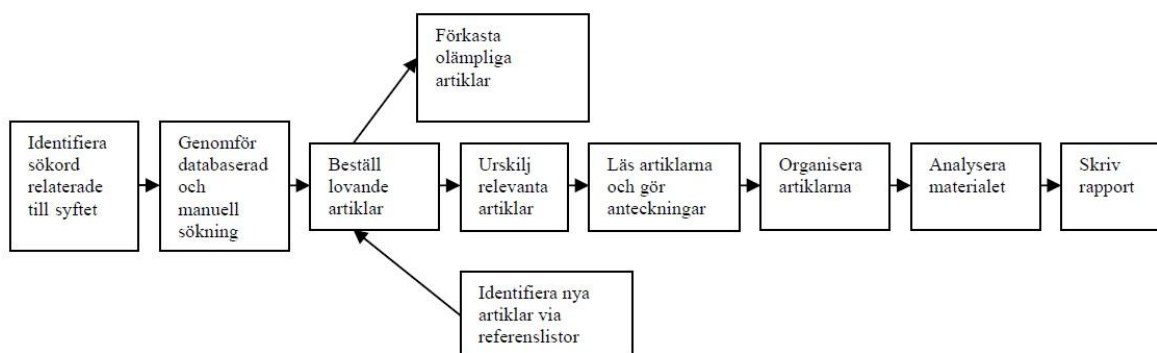 Förkasta
olämpliga
artiklar
Identifiera
sökord
relaterade
till syftet
Genomför
databaserad
och
manuell
sökning
Beställ
lovande
artiklar
Urskilj
relevanta
artiklar
Läs artiklarna
och gör
anteckningar
Organisera
artiklarna
Analysera
materialet
Skriv
rapport
Identifiera nya
artiklar via
referenslistor